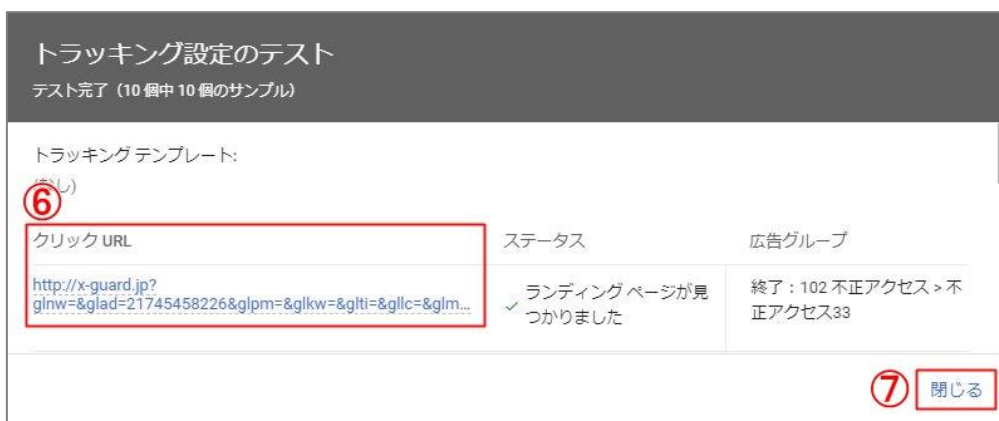 トラッキング設定のテスト
テスト完了（10 個中 10 個のサンプル）
トラッキング テンプレート:
し)
⑥
クリック URL
ステータス
広告グループ
http://x-guard.jp?
glnw=&glad=21745458226&glpm=&glkw=&glti=&gllc=&glm...
ランディング ページが見
つかりました
終了：102 不正アクセス > 不
正アクセス33
⑦
閉じる